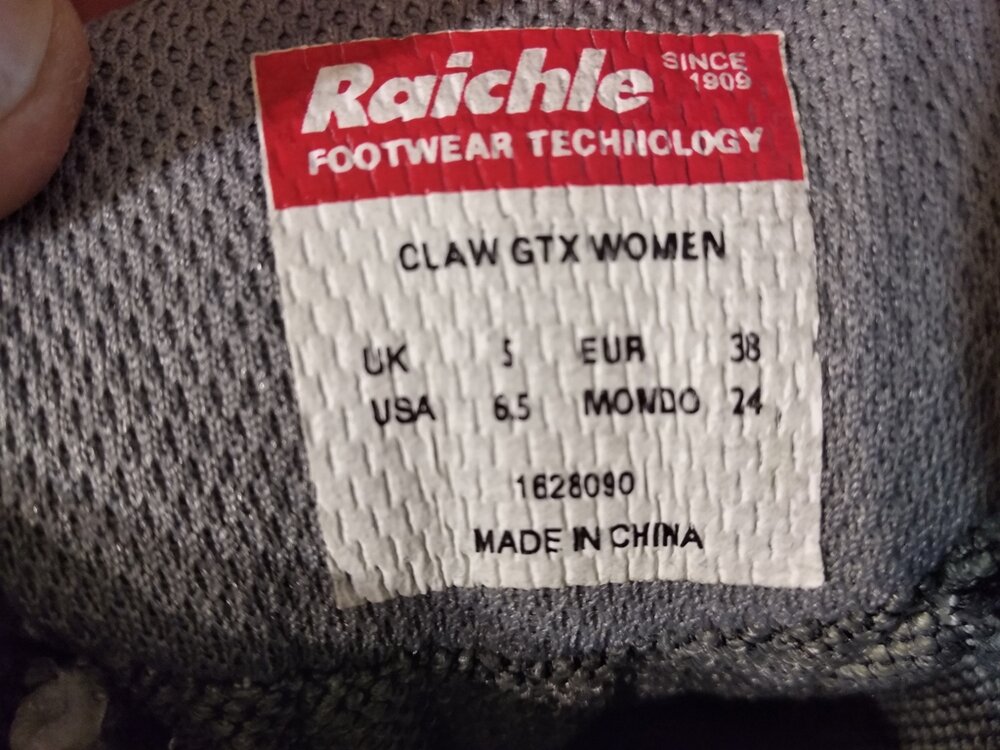 Raichle SINCE 1909
FOOTWEAR TECHNOLOGY
CLAW GTX WOMEN
UK 5 EUR 38
USA 6.5 MONDO 24
1628090
MADE IN CHINA